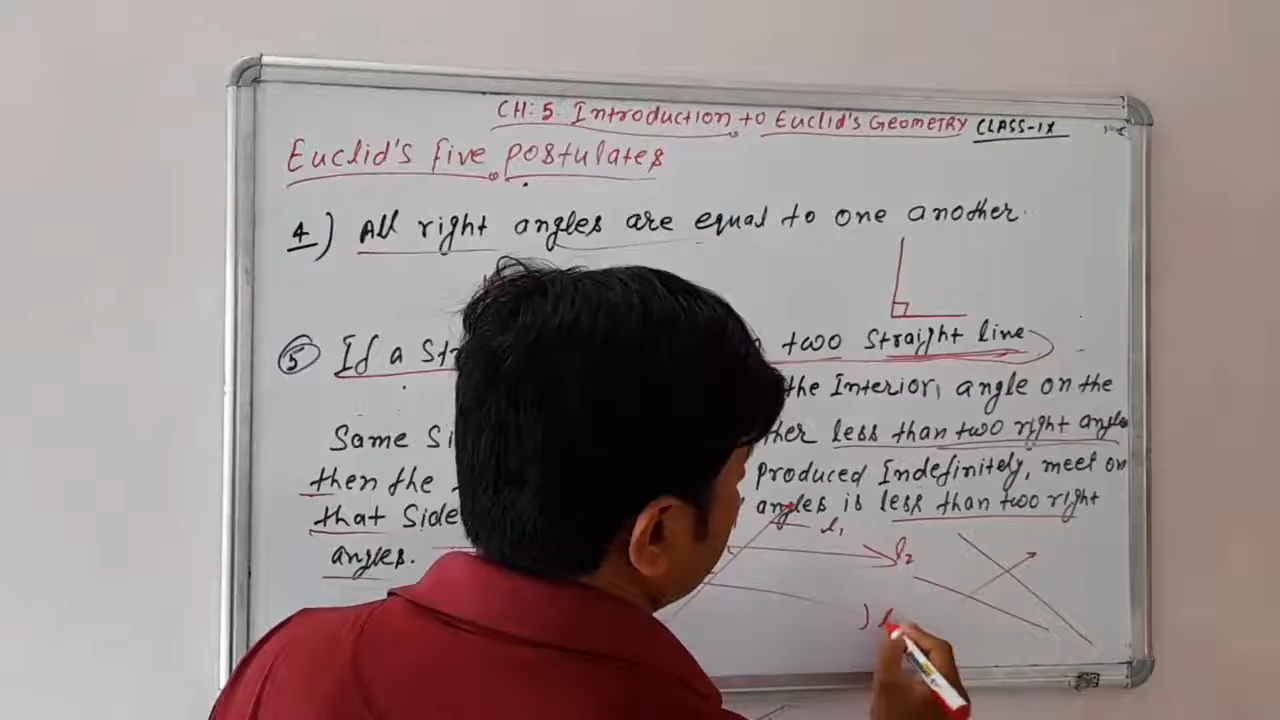 CH: 5. Introduction to Euclid's Geometry CLASS-IX
Euclid's five postulates
4.) All right angles are equal to one another.
5 If a Str two Straight line
the Interior, angle on the
Same Si ther less than two right angle
then the produced Indefinitely, meet on
that Side angles is less than two right
angles. l1
l2